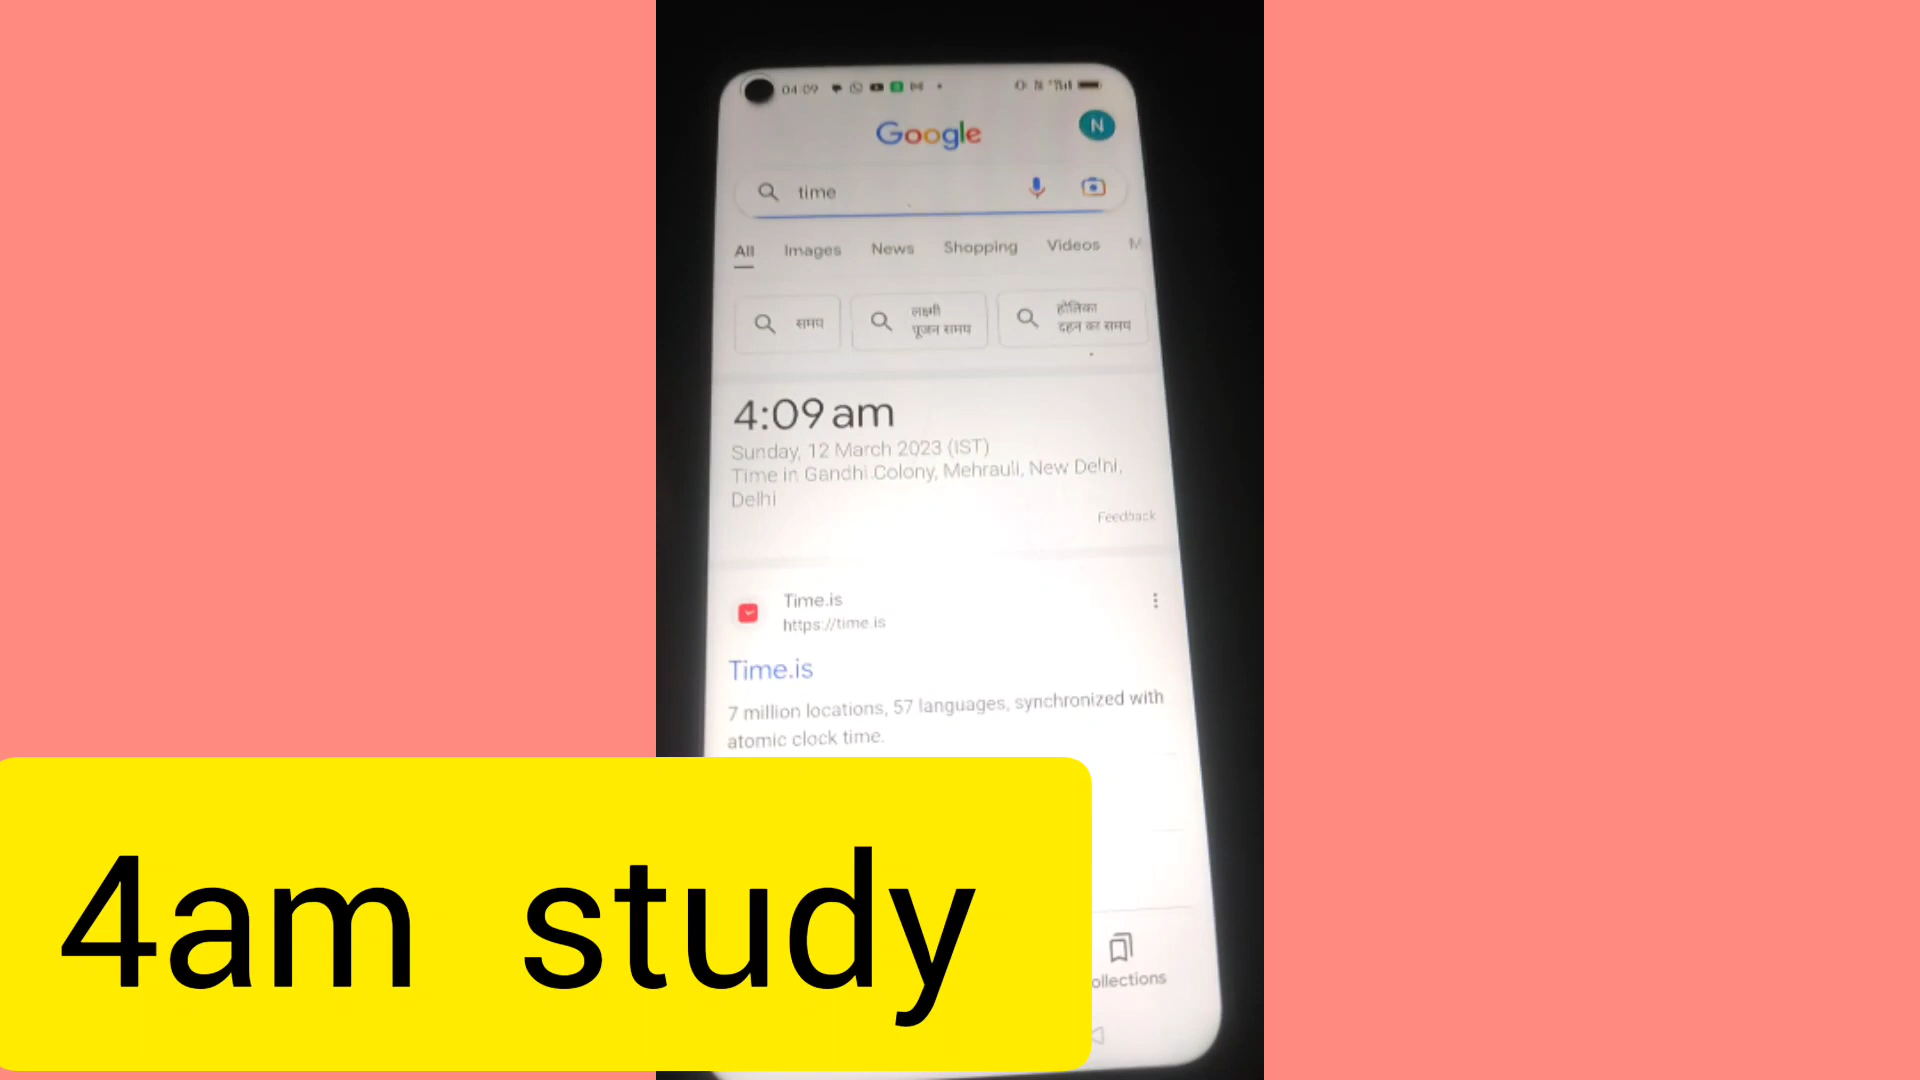 04:09
Google
N
time
All Images News Shopping Videos M
समय
लक्ष्मी
पूजन समय
होलिका
दहन का समय
4:09 am
Sunday, 12 March 2023 (IST)
Time in Gandhi Colony, Mehrauli, New Delhi,
Delhi
Feedback
Time.is
https://time.is
Time.is
7 million locations, 57 languages, synchronized with
atomic clock time.
ollections
4am study